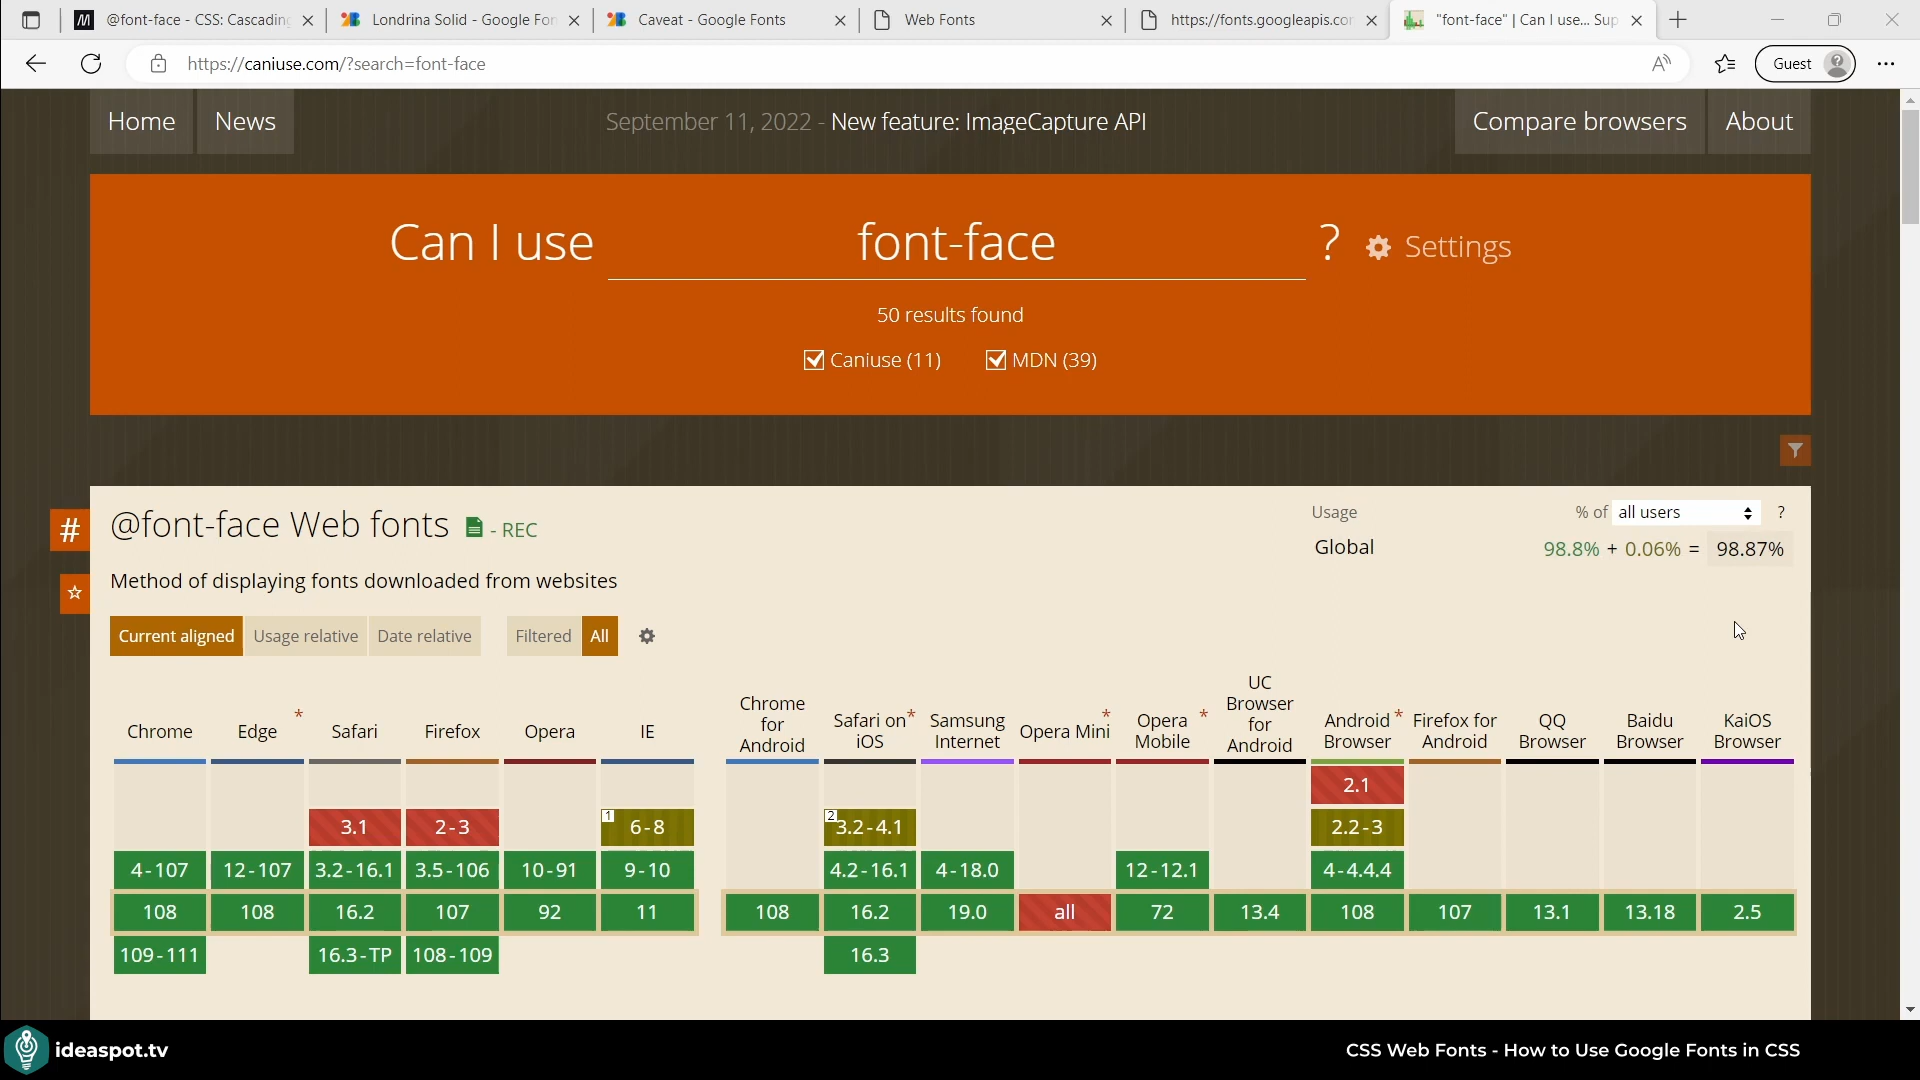 @font-face - CSS: Cascading
Londrina Solid - Google Fon
Caveat - Google Fonts
Web Fonts
https://fonts.googleapis.cor
"font-face" | Can I use... Sup
https://caniuse.com/?search=font-face
Guest
Home
News
September 11, 2022 - New feature: ImageCapture API
Compare browsers
About
Can I use font-face ? Settings
50 results found
Caniuse (11) MDN (39)
# @font-face Web fonts - REC
Usage % of all users ?
Global 98.8% + 0.06% = 98.87%
Method of displaying fonts downloaded from websites
Current aligned Usage relative Date relative Filtered All
Chrome Edge * Safari Firefox Opera IE Chrome for Android Safari on iOS * Samsung Internet Opera Mini * Opera Mobile * UC Browser for Android Android Browser * Firefox for Android QQ Browser Baidu Browser KaiOS Browser
2.1
3.1 2-3 1 6-8 2 3.2-4.1 2.2-3
4-107 12-107 3.2-16.1 3.5-106 10-91 9-10 4.2-16.1 4-18.0 12-12.1 4-4.4.4
108 108 16.2 107 92 11 108 16.2 19.0 all 72 13.4 108 107 13.1 13.18 2.5
109-111 16.3-TP 108-109 16.3
ideaspot.tv
CSS Web Fonts - How to Use Google Fonts in CSS